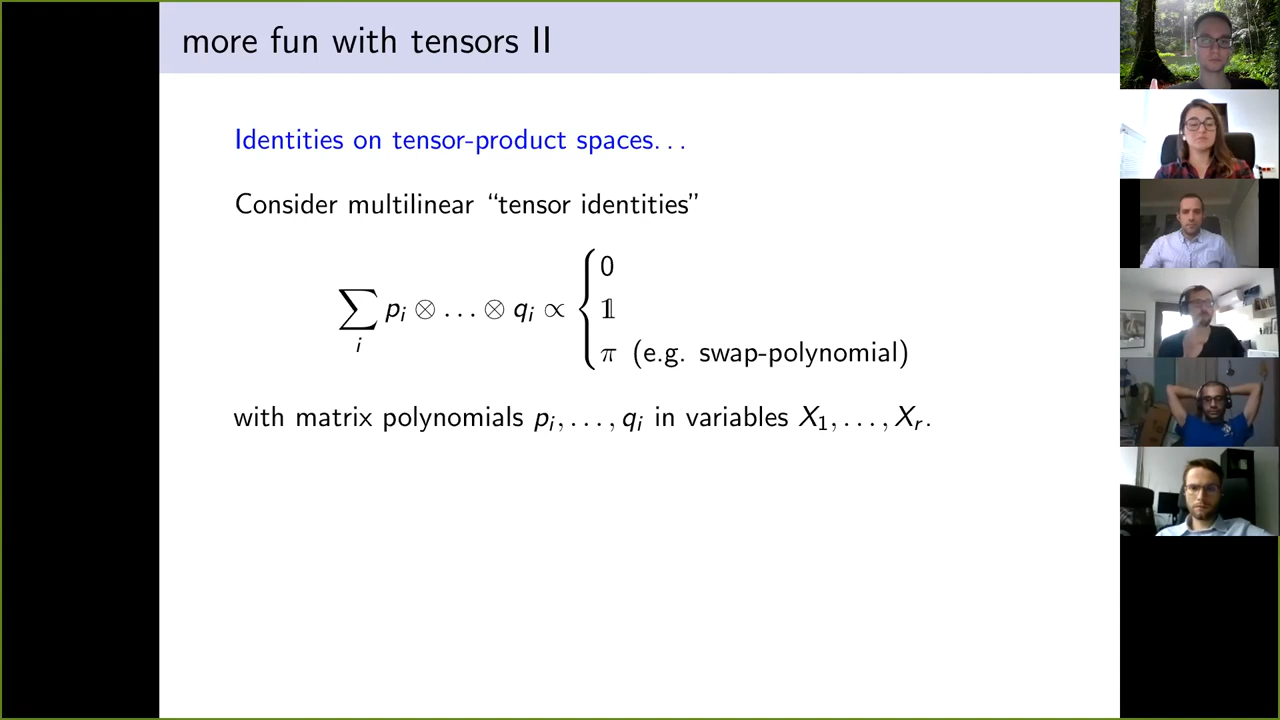 more fun with tensors II
Identities on tensor-product spaces...
Consider multilinear “tensor identities”
∑_i p_i ⊗ … ⊗ q_i ∝ { 0
𝟙
π (e.g. swap-polynomial)
with matrix polynomials p_i, …, q_i in variables X_1, …, X_r.